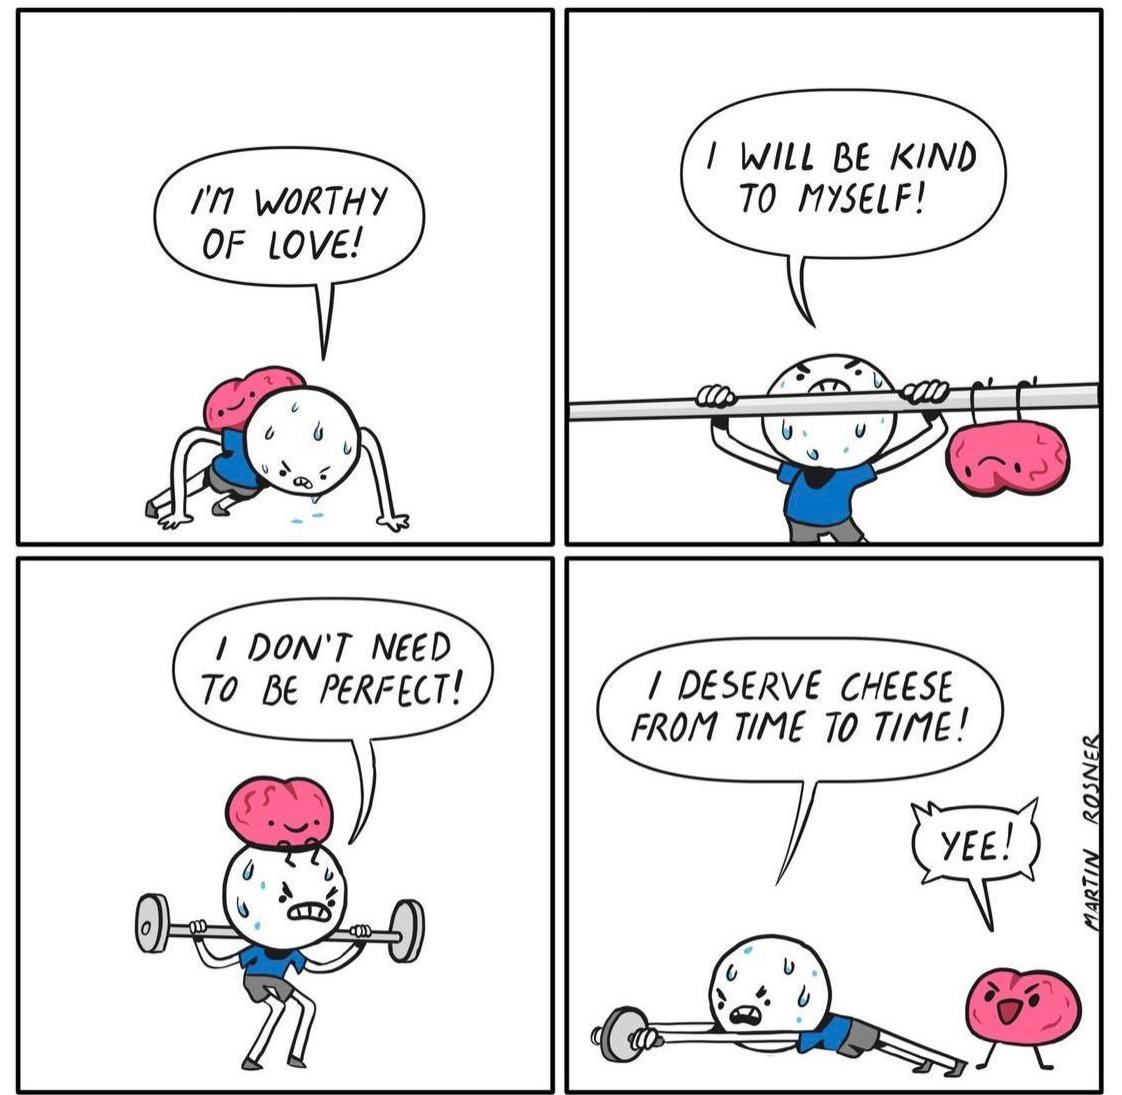 I'M WORTHY
OF LOVE!
I WILL BE KIND
TO MYSELF!
I DON'T NEED
TO BE PERFECT!
I DESERVE CHEESE
FROM TIME TO TIME!
YEE!
MARTIN ROSNER